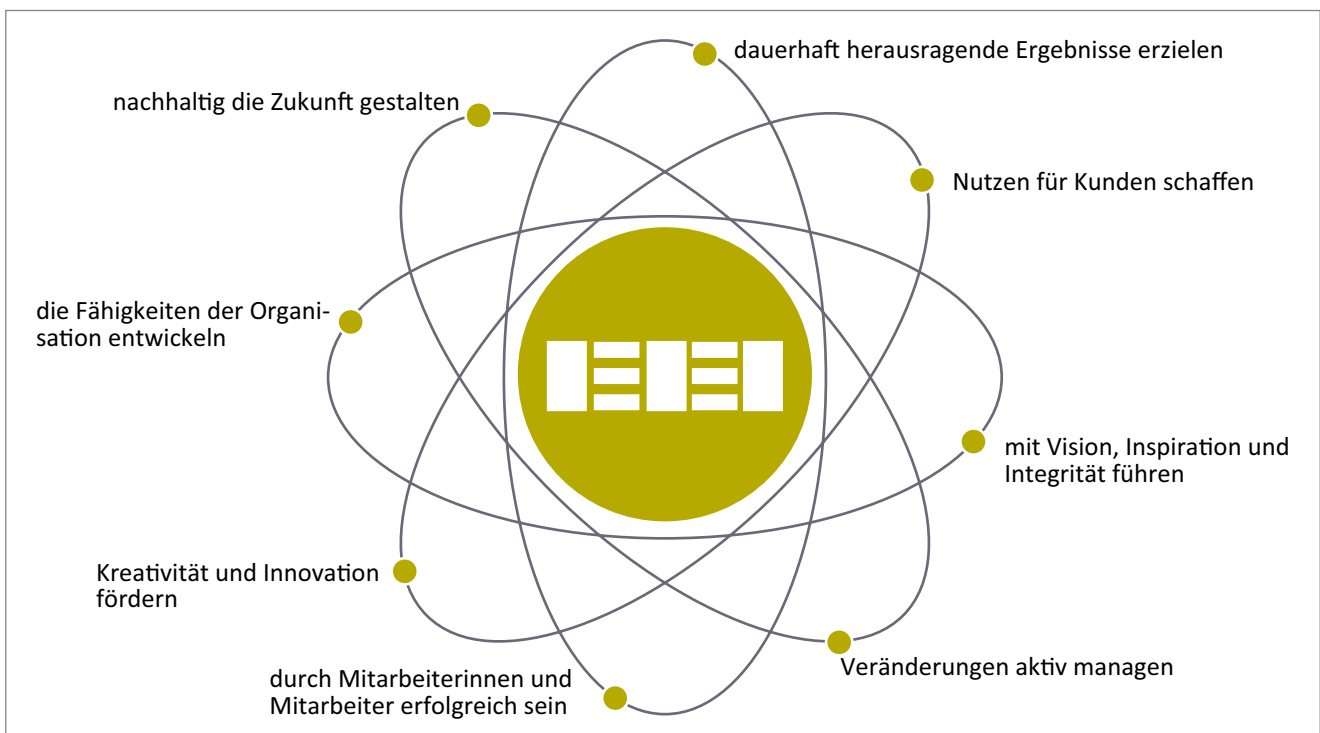 dauerhaft herausragende Ergebnisse erzielen
nachhaltig die Zukunft gestalten
Nutzen für Kunden schaffen
die Fähigkeiten der Organi-
sation entwickeln
mit Vision, Inspiration und
Integrität führen
Kreativität und Innovation
fördern
Veränderungen aktiv managen
durch Mitarbeiterinnen und
Mitarbeiter erfolgreich sein